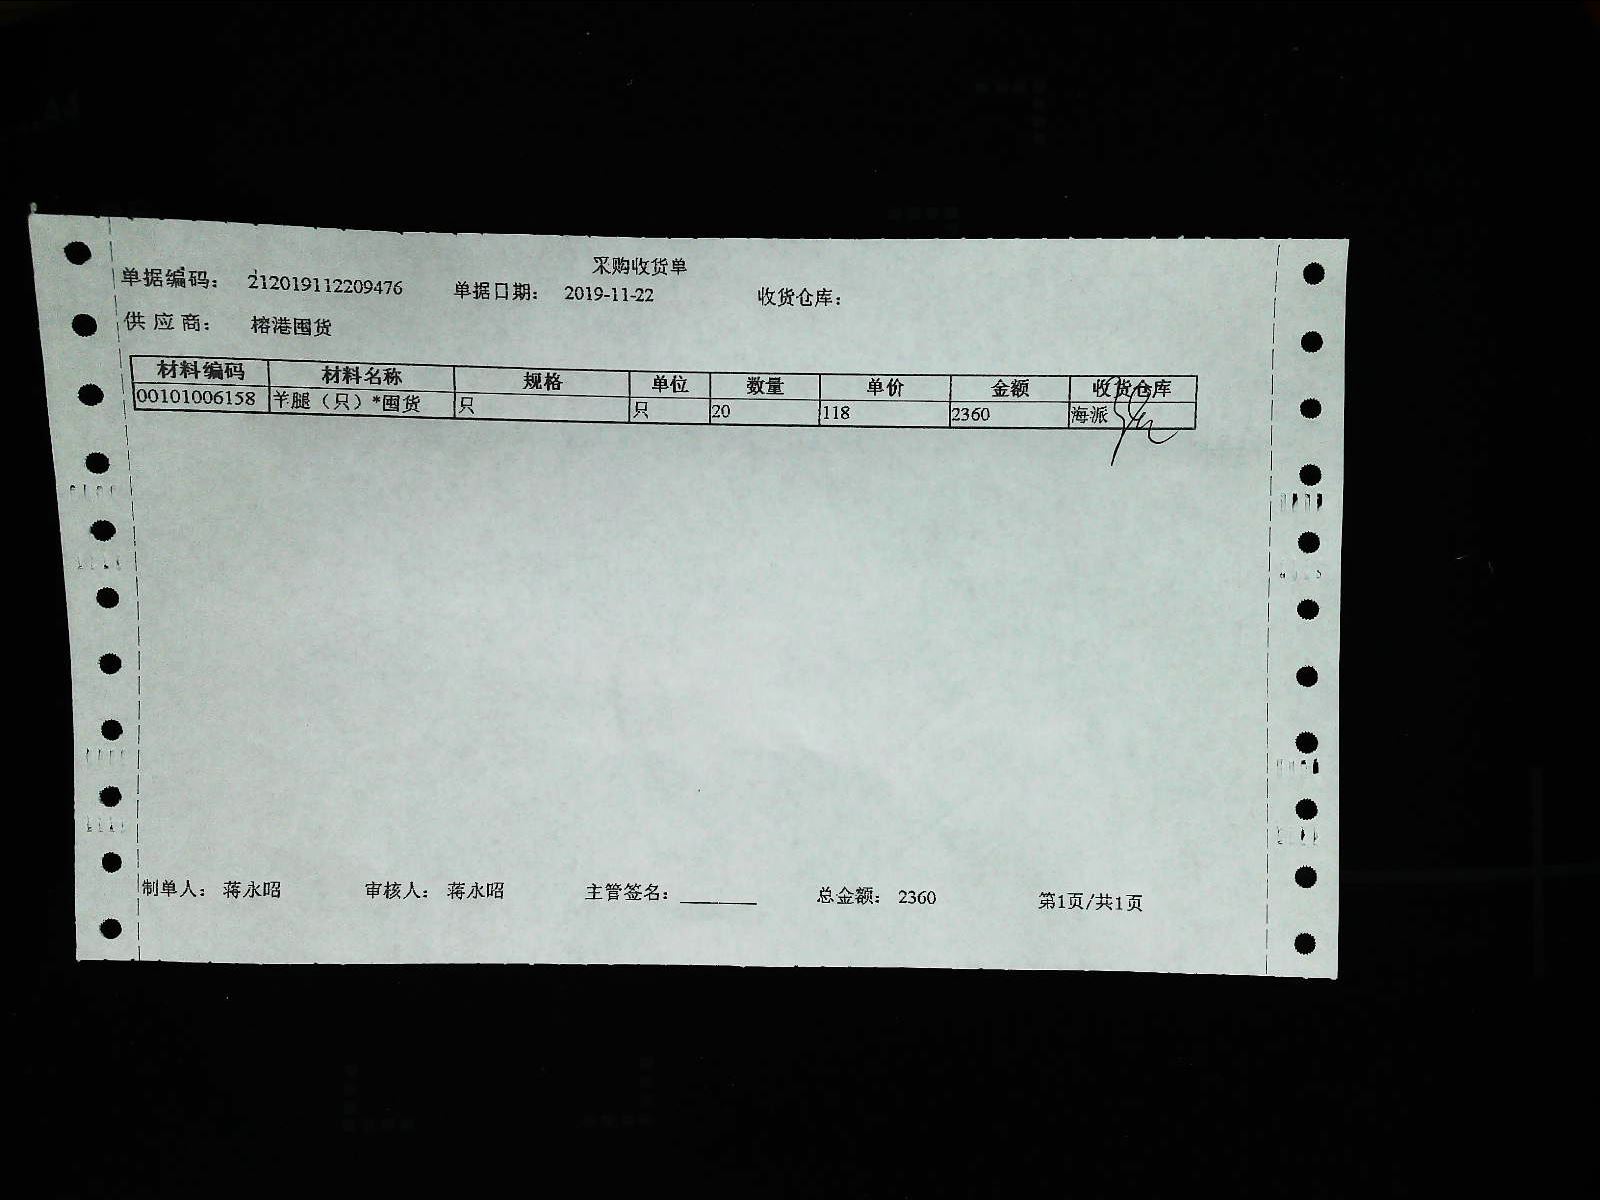 采购收货单
单据编码： 212019112209476 单据日期： 2019-11-22 收货仓库：
供 应 商： 榕港囤货
材料编码 材料名称 规格 单位 数量 单价 金额 收货仓库
00101006158 羊腿（只）*囤货 只 只 20 118 2360 海派
制单人： 蒋永昭 审核人： 蒋永昭 主管签名：________ 总金额： 2360 第1页/共1页